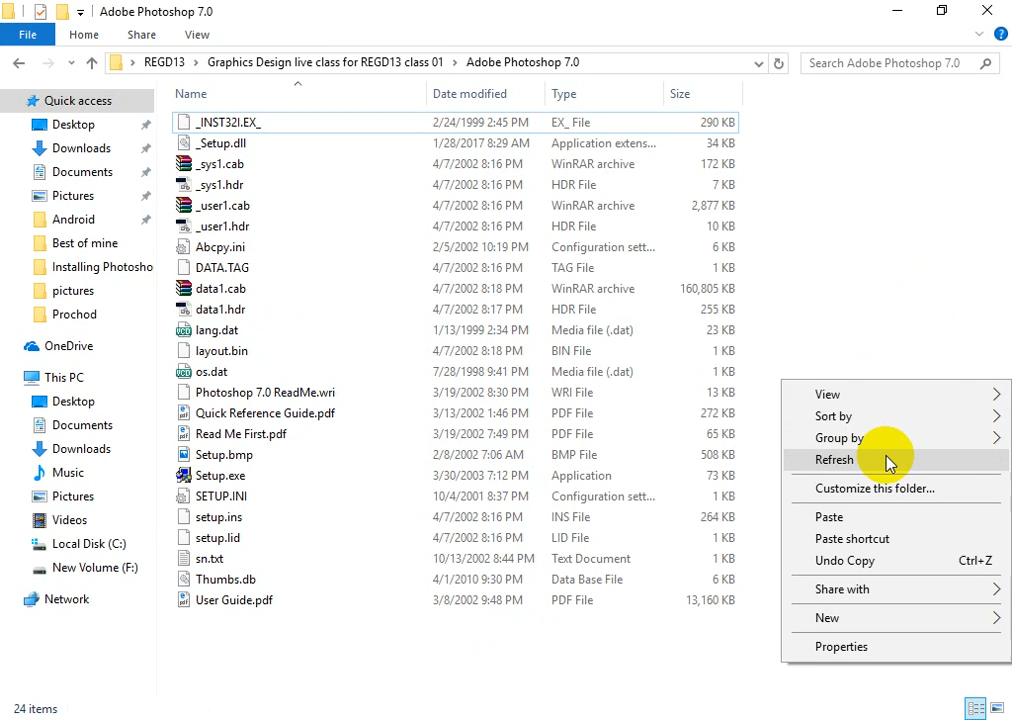 Adobe Photoshop 7.0
File Home Share View
REGD13 Graphics Design live class for REGD13 class 01 Adobe Photoshop 7.0 Search Adobe Photoshop 7.0
Name Date modified Type Size
Quick access
Desktop
Downloads
Documents
Pictures
Android
Best of mine
Installing Photosho
pictures
Prochod
OneDrive
This PC
Desktop
Documents
Downloads
Music
Pictures
Videos
Local Disk (C:)
New Volume (F:)
Network
_INST32I.EX_ 2/24/1999 2:45 PM EX_ File 290 KB
_Setup.dll 1/28/2017 8:29 AM Application extens... 34 KB
_sys1.cab 4/7/2002 8:16 PM WinRAR archive 172 KB
_sys1.hdr 4/7/2002 8:16 PM HDR File 7 KB
_user1.cab 4/7/2002 8:16 PM WinRAR archive 2,877 KB
_user1.hdr 4/7/2002 8:16 PM HDR File 10 KB
Abcpy.ini 2/5/2002 10:19 PM Configuration sett... 6 KB
DATA.TAG 4/7/2002 8:16 PM TAG File 1 KB
data1.cab 4/7/2002 8:18 PM WinRAR archive 160,805 KB
data1.hdr 4/7/2002 8:17 PM HDR File 255 KB
lang.dat 1/13/1999 2:34 PM Media file (.dat) 23 KB
layout.bin 4/7/2002 8:18 PM BIN File 1 KB
os.dat 7/28/1998 9:41 PM Media file (.dat) 1 KB
Photoshop 7.0 ReadMe.wri 3/19/2002 8:30 PM WRI File 13 KB
Quick Reference Guide.pdf 3/13/2002 1:46 PM PDF File 272 KB
Read Me First.pdf 3/19/2002 7:49 PM PDF File 65 KB
Setup.bmp 2/8/2002 7:06 AM BMP File 508 KB
Setup.exe 3/30/2003 7:12 PM Application 73 KB
SETUP.INI 10/4/2001 8:37 PM Configuration sett... 1 KB
setup.ins 4/7/2002 8:16 PM INS File 264 KB
setup.lid 4/7/2002 8:16 PM LID File 1 KB
sn.txt 10/13/2002 8:44 PM Text Document 1 KB
Thumbs.db 4/1/2010 9:30 PM Data Base File 6 KB
User Guide.pdf 3/8/2002 9:48 PM PDF File 13,160 KB
View
Sort by
Group by
Refresh
Customize this folder...
Paste
Paste shortcut
Undo Copy Ctrl+Z
Share with
New
Properties
24 items